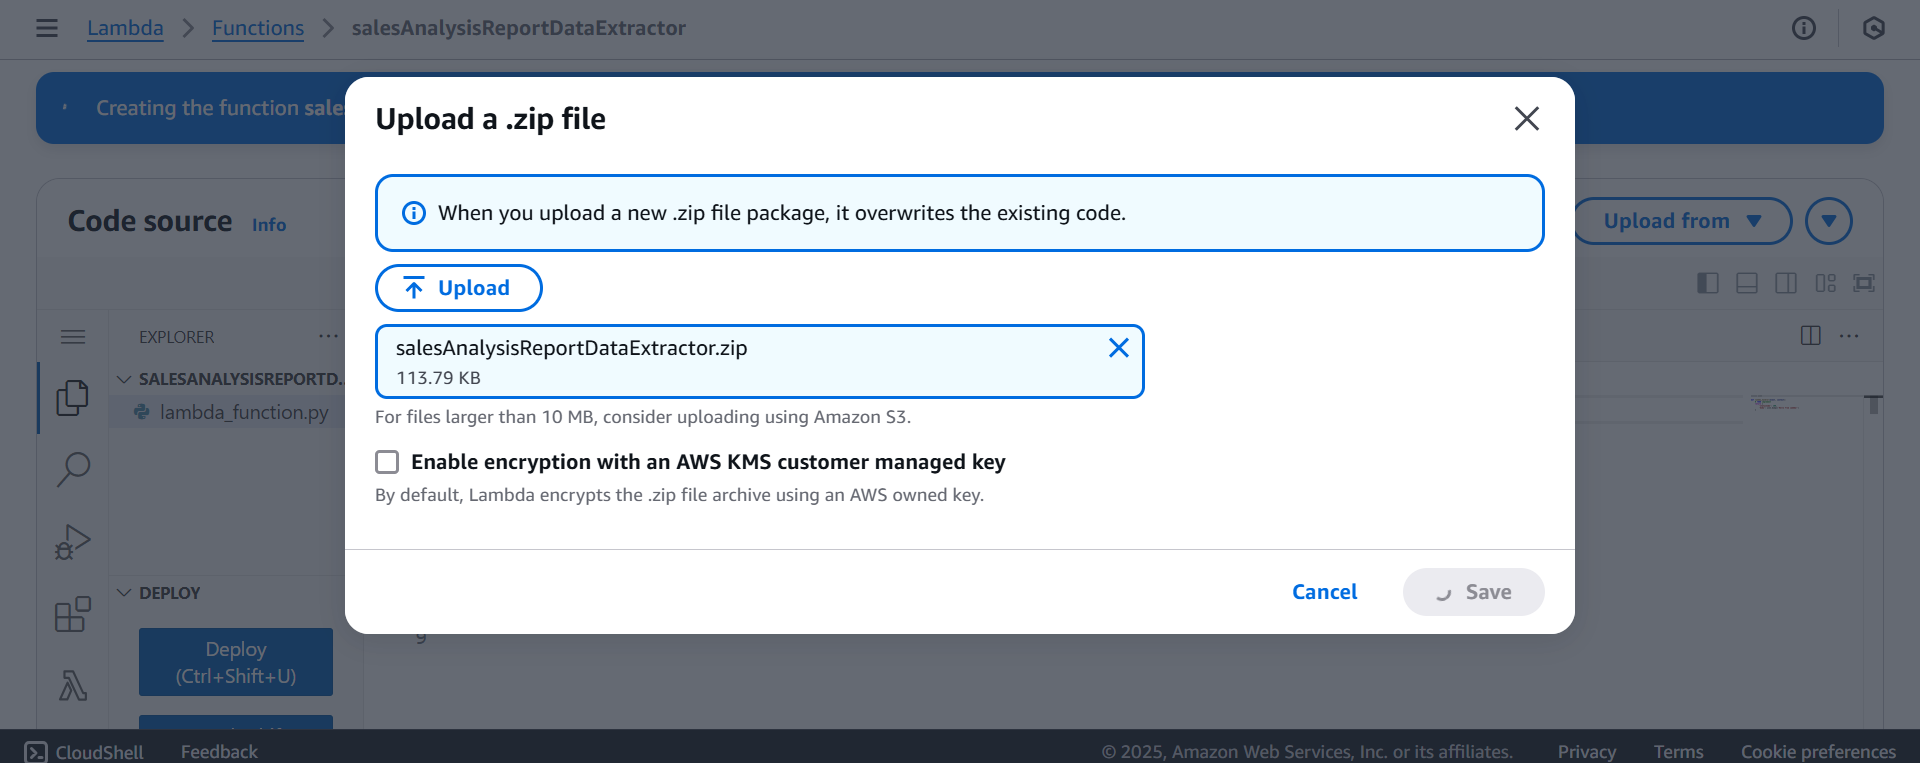 Lambda > Functions > salesAnalysisReportDataExtractor
Creating the function sales
Upload a .zip file
When you upload a new .zip file package, it overwrites the existing code.
Code source Info
Upload from
Upload
EXPLORER ...
salesAnalysisReportDataExtractor.zip
113.79 KB
SALESANALYSISREPORTD...
lambda_function.py
For files larger than 10 MB, consider uploading using Amazon S3.
Enable encryption with an AWS KMS customer managed key
By default, Lambda encrypts the .zip file archive using an AWS owned key.
DEPLOY
Cancel
Save
9
Deploy
(Ctrl+Shift+U)
CloudShell Feedback © 2025, Amazon Web Services, Inc. or its affiliates. Privacy Terms Cookie preferences